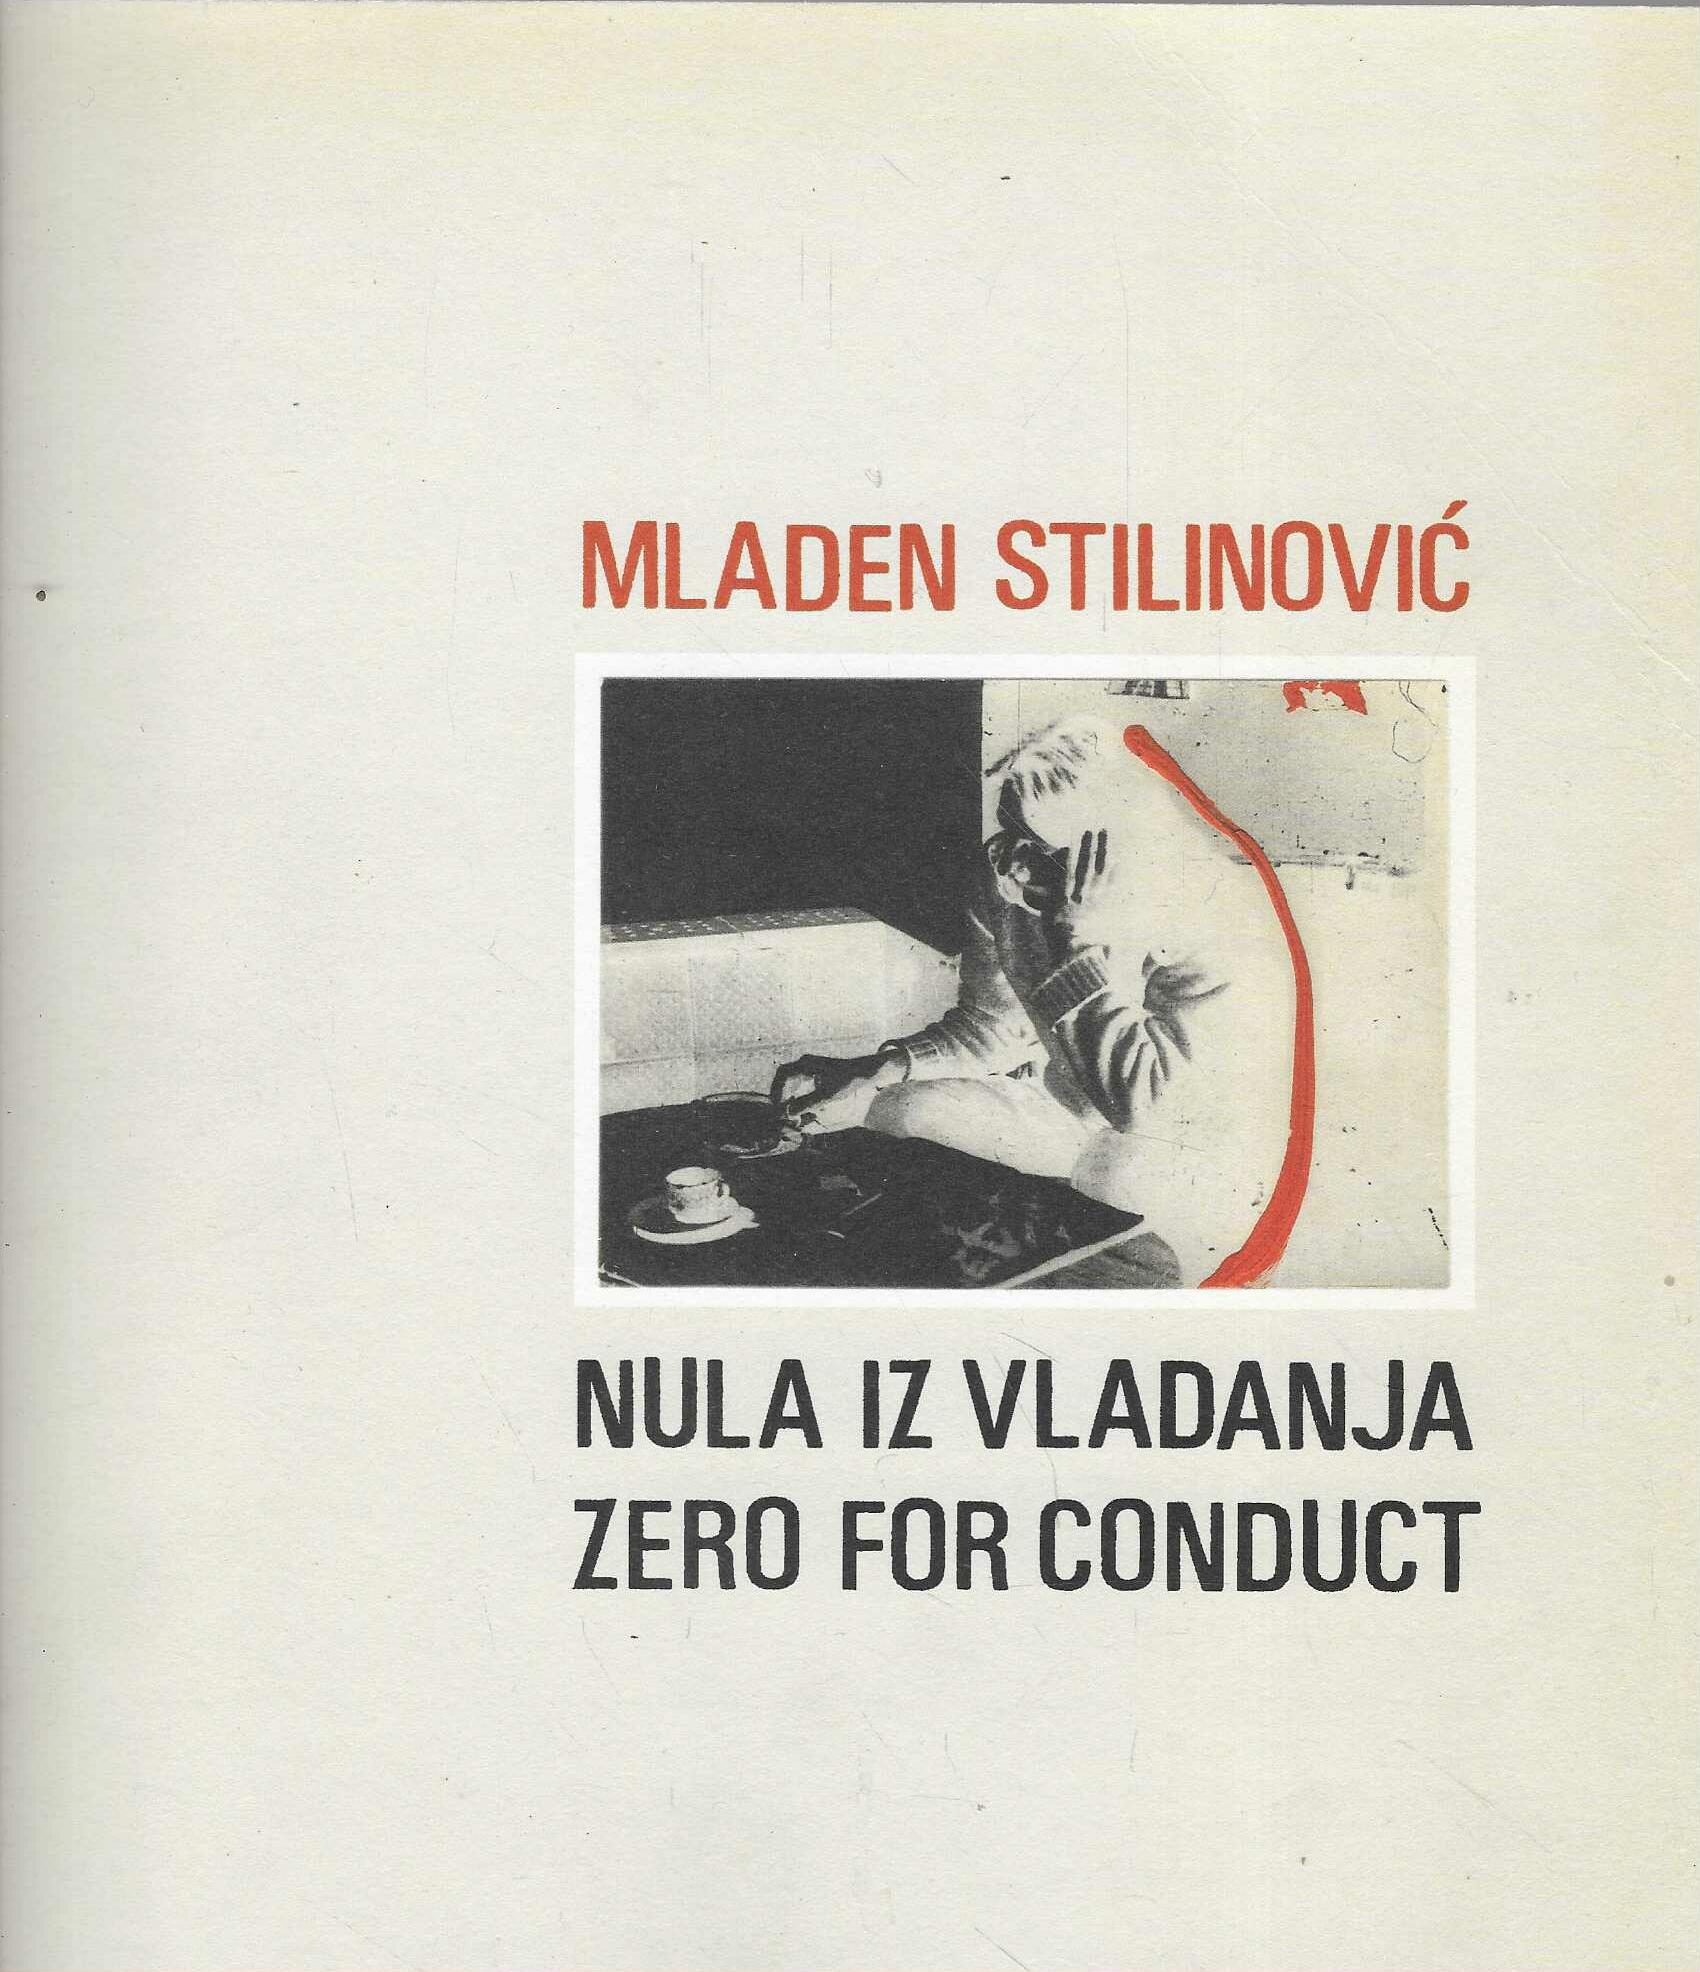 MLADEN STILINOVIĆ
NULA IZ VLADANJA
ZERO FOR CONDUCT